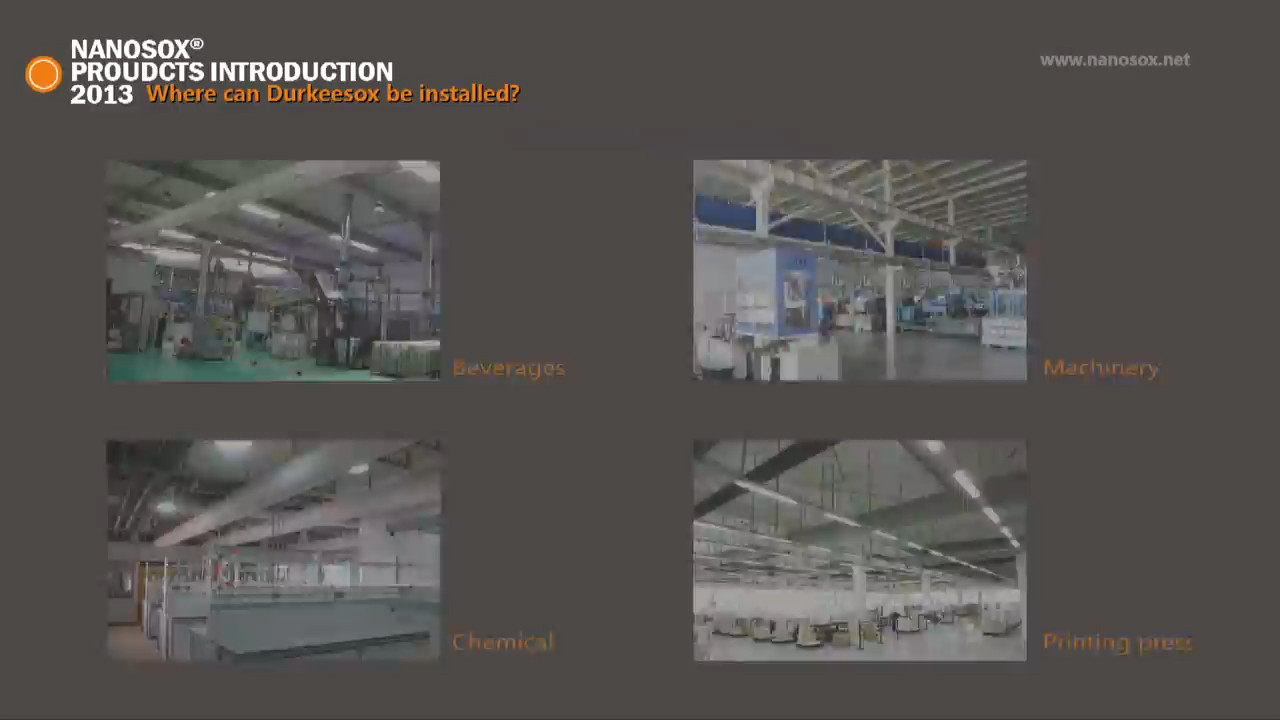 NANOSOX®
PROUDCTS INTRODUCTION
2013 Where can Durkeesox be installed?
www.nanosox.net
Beverages
Machinery
Chemical
Printing press